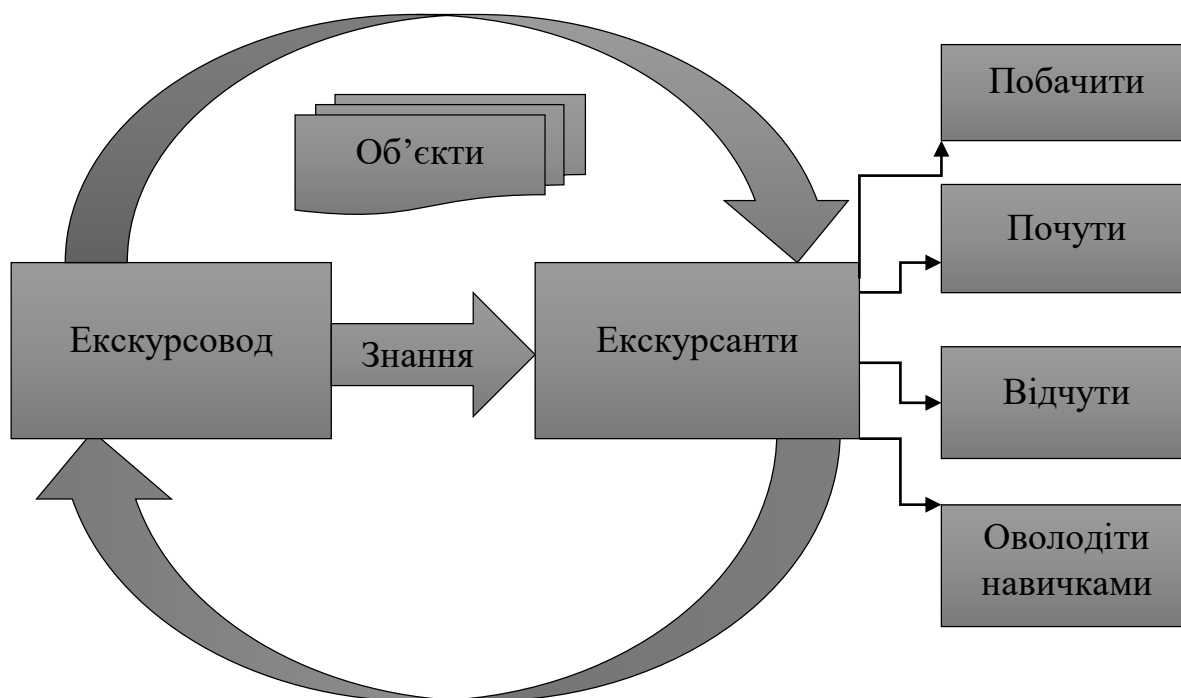 Побачити
Об’єкти
Почути
Екскурсовод
Знання
Екскурсанти
Відчути
Оволодіти
навичками